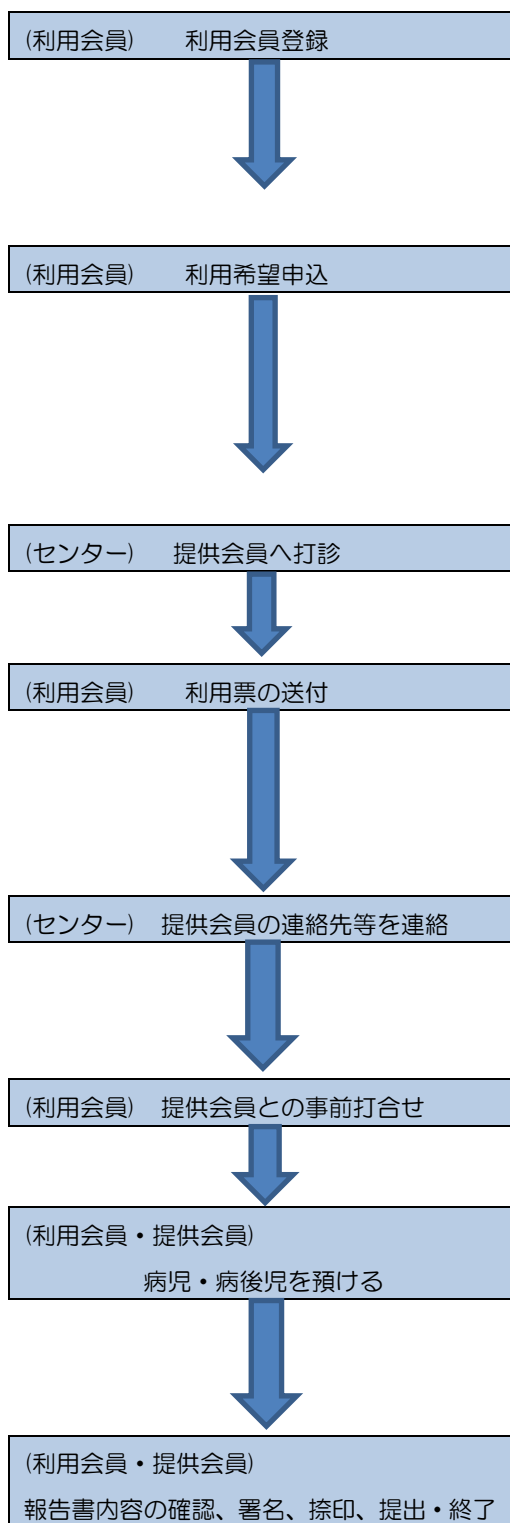 (利用会員)　　利用会員登録
(利用会員)　　利用希望申込
(センター)　　提供会員へ打診
(利用会員)　　利用票の送付
(センター)　提供会員の連絡先等を連絡
(利用会員)　提供会員との事前打合せ
(利用会員・提供会員)
病児・病後児を預ける
(利用会員・提供会員)
報告書内容の確認、署名、捺印、提出・終了